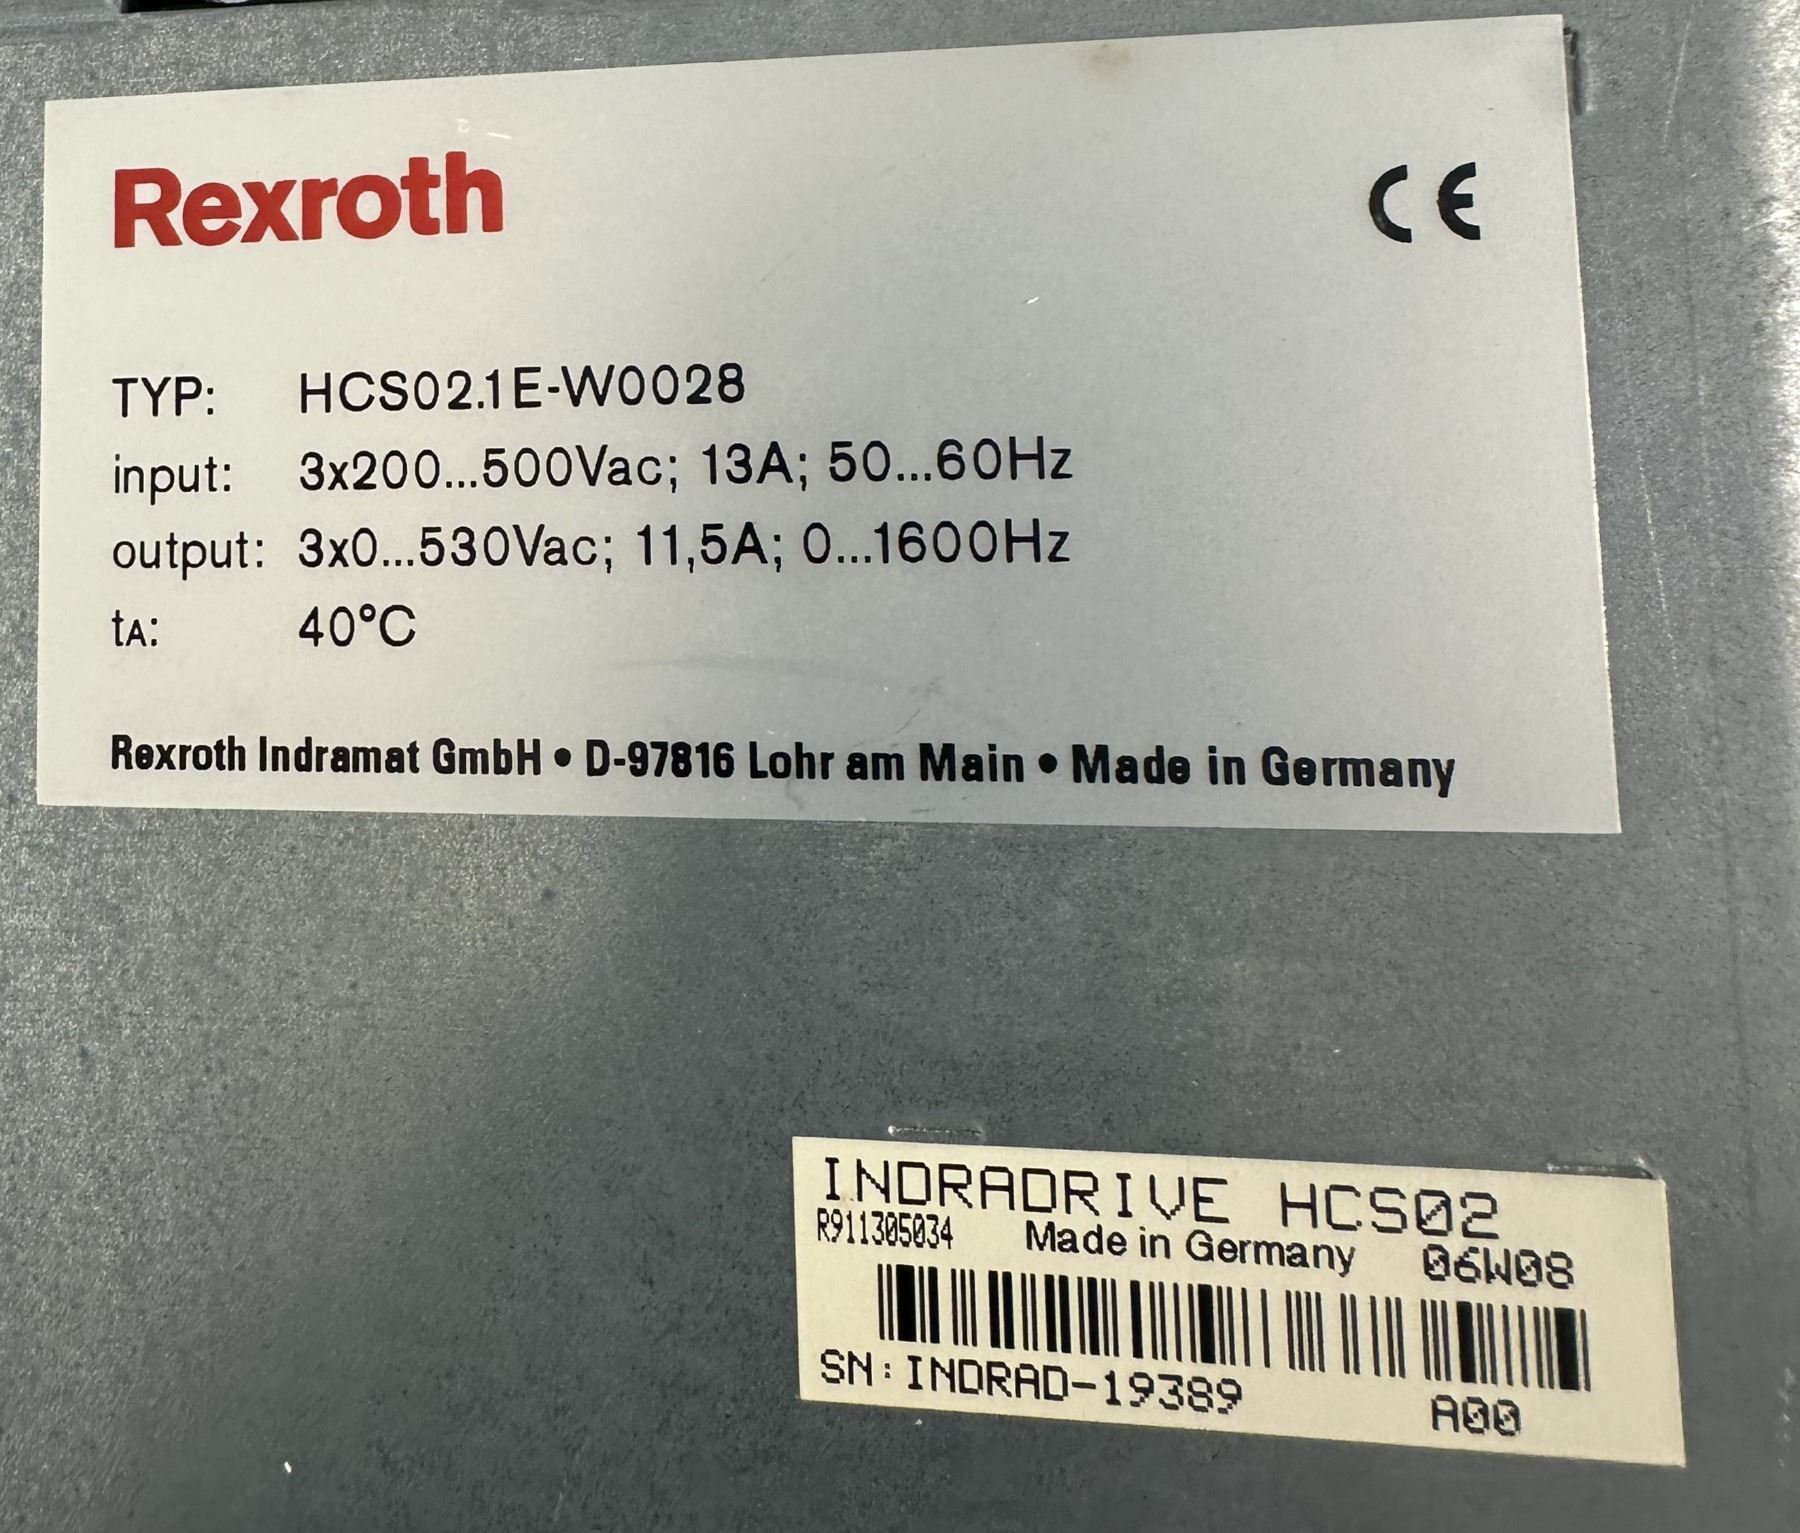 Rexroth
CE
TYP: HCS02.1E-W0028
input: 3x200...500Vac; 13A; 50...60Hz
output: 3x0...530Vac; 11,5A; 0...1600Hz
tA: 40°C
Rexroth Indramat GmbH • D-97816 Lohr am Main • Made in Germany
INDRADRIVE HCS02
R911305034 Made in Germany 06W08
SN:INDRAD-19389
A00